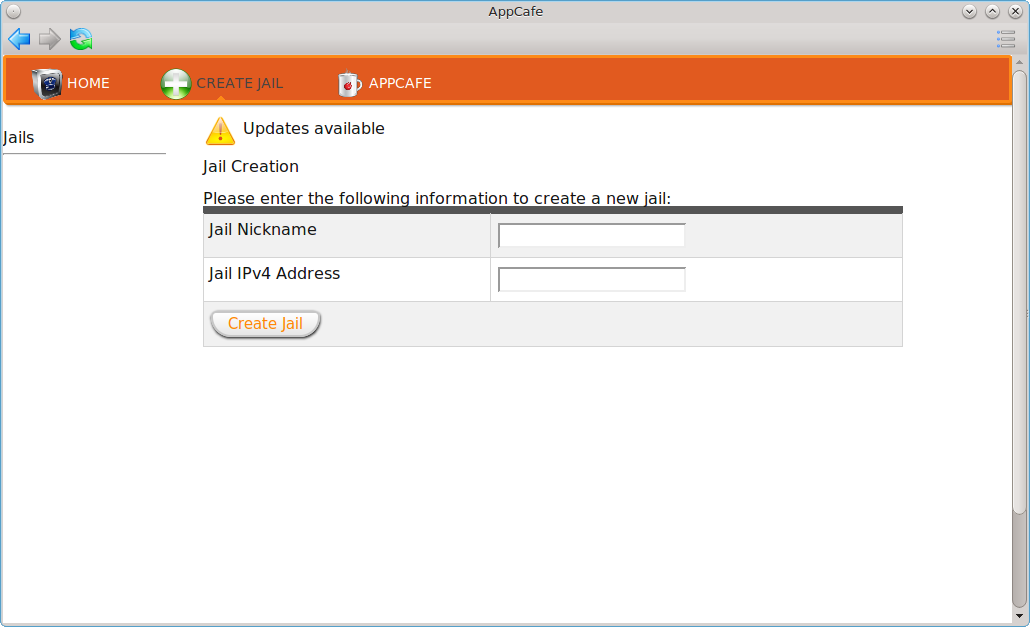 AppCafe
HOME CREATE JAIL APPCAFE
Jails
Updates available
Jail Creation
Please enter the following information to create a new jail:
Jail Nickname
Jail IPv4 Address
Create Jail